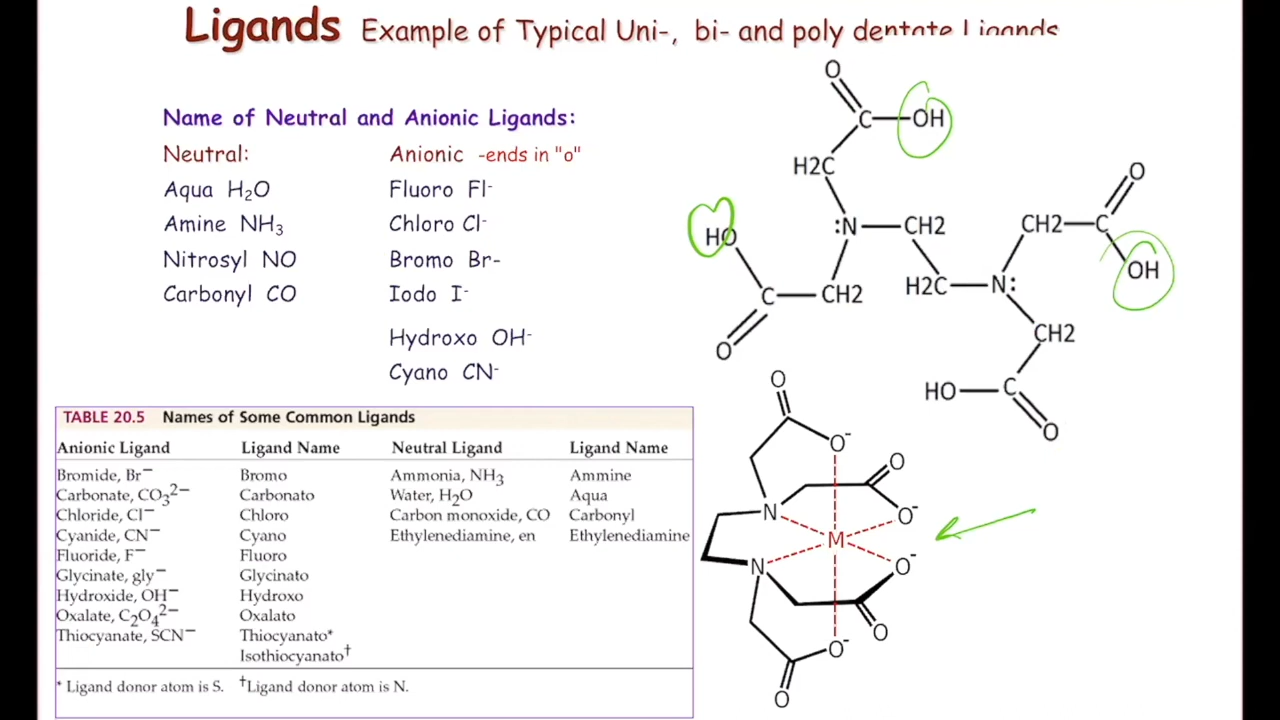 Ligands Example of Typical Uni-, bi- and poly dentate Ligands
Name of Neutral and Anionic Ligands:
Neutral: Anionic -ends in "o"
Aqua H₂O Fluoro Fl⁻
Amine NH₃ Chloro Cl⁻
Nitrosyl NO Bromo Br-
Carbonyl CO Iodo I⁻
Hydroxo OH⁻
Cyano CN⁻
O
C OH
H2C
:N CH2
HO
C CH2
O
H2C N:
CH2 C
O
OH
CH2
HO C
O
TABLE 20.5 Names of Some Common Ligands
Anionic Ligand Ligand Name Neutral Ligand Ligand Name
Bromide, Br⁻ Bromo Ammonia, NH₃ Ammine
Carbonate, CO₃²⁻ Carbonato Water, H₂O Aqua
Chloride, Cl⁻ Chloro Carbon monoxide, CO Carbonyl
Cyanide, CN⁻ Cyano Ethylenediamine, en Ethylenediamine
Fluoride, F⁻ Fluoro
Glycinate, gly⁻ Glycinato
Hydroxide, OH⁻ Hydroxo
Oxalate, C₂O₄²⁻ Oxalato
Thiocyanate, SCN⁻ Thiocyanato*
Isothiocyanato†
* Ligand donor atom is S. †Ligand donor atom is N.
O
O⁻
O
N O⁻
M
N O⁻
O
O⁻
O